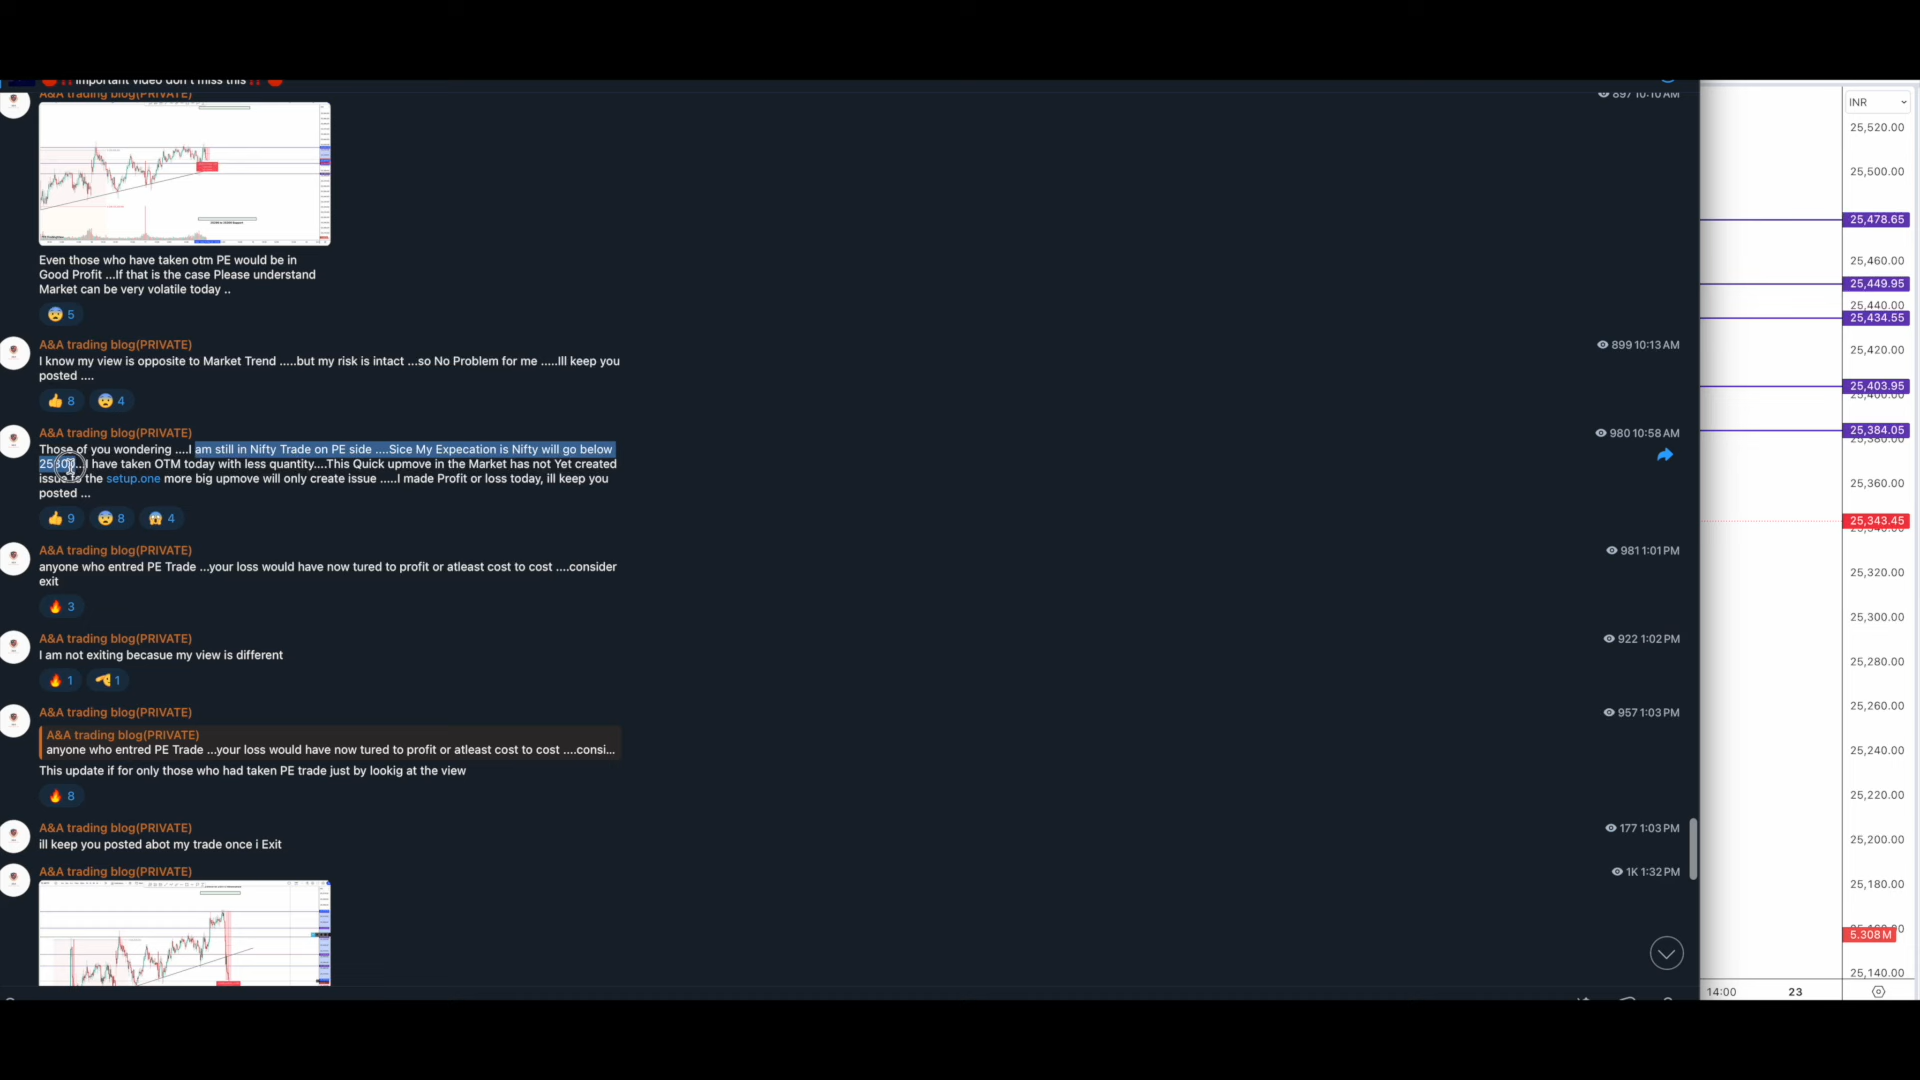 important video don't miss this
A&A trading blog(PRIVATE)
897 10:10 AM
Even those who have taken otm PE would be in
Good Profit ...If that is the case Please understand
Market can be very volatile today ..
5
A&A trading blog(PRIVATE)
899 10:13 AM
I know my view is opposite to Market Trend .....but my risk is intact ...so No Problem for me .....Ill keep you
posted ....
8
4
A&A trading blog(PRIVATE)
980 10:58 AM
Those of you wondering ....I am still in Nifty Trade on PE side ....Sice My Expecation is Nifty will go below
25300...I have taken OTM today with less quantity....This Quick upmove in the Market has not Yet created
the setup.one more big upmove will only create issue .....I made Profit or loss today, ill keep you
posted ...
9
8
4
A&A trading blog(PRIVATE)
981 1:01 PM
anyone who entred PE Trade ...your loss would have now tured to profit or atleast cost to cost ....consider
exit
3
A&A trading blog(PRIVATE)
922 1:02 PM
I am not exiting becasue my view is different
1
1
A&A trading blog(PRIVATE)
957 1:03 PM
A&A trading blog(PRIVATE)
anyone who entred PE Trade ...your loss would have now tured to profit or atleast cost to cost ....consi...
This update if for only those who had taken PE trade just by lookig at the view
8
A&A trading blog(PRIVATE)
177 1:03 PM
ill keep you posted abot my trade once i Exit
A&A trading blog(PRIVATE)
1K 1:32 PM
INR
25,520.00
25,500.00
25,478.65
25,460.00
25,449.95
25,440.00
25,434.55
25,420.00
25,403.95
25,400.00
25,384.05
25,380.00
25,360.00
25,343.45
25,320.00
25,300.00
25,280.00
25,260.00
25,240.00
25,220.00
25,200.00
25,180.00
5.308 M
25,140.00
14:00
23